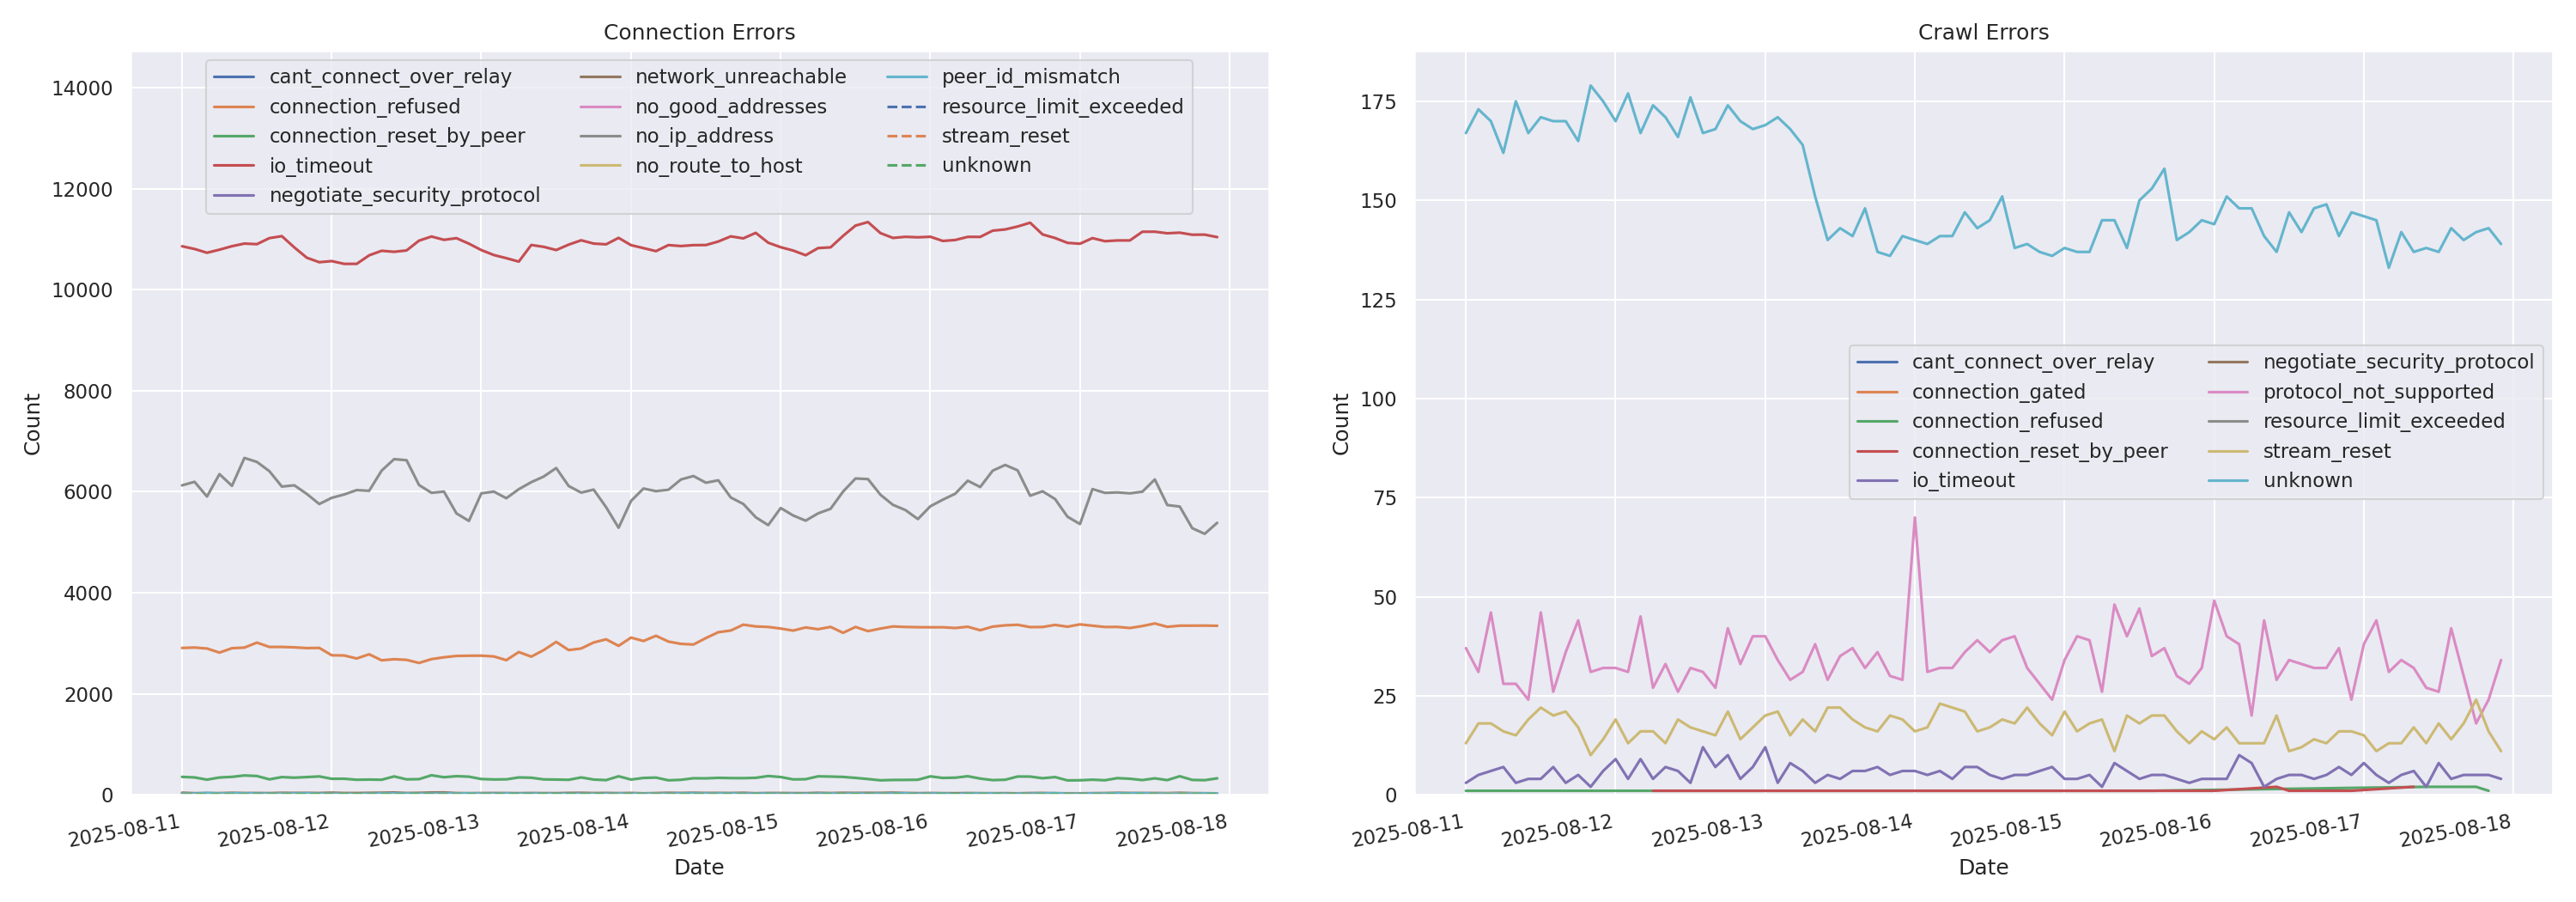 Connection Errors
cant_connect_over_relay
connection_refused
connection_reset_by_peer
io_timeout
negotiate_security_protocol
network_unreachable
no_good_addresses
no_ip_address
no_route_to_host
peer_id_mismatch
resource_limit_exceeded
stream_reset
unknown
14000
12000
10000
8000
6000
4000
2000
0
Count
2025-08-11
2025-08-12
2025-08-13
2025-08-14
2025-08-15
2025-08-16
2025-08-17
2025-08-18
Date
Crawl Errors
175
150
125
100
75
50
25
0
Count
cant_connect_over_relay
connection_gated
connection_refused
connection_reset_by_peer
io_timeout
negotiate_security_protocol
protocol_not_supported
resource_limit_exceeded
stream_reset
unknown
2025-08-11
2025-08-12
2025-08-13
2025-08-14
2025-08-15
2025-08-16
2025-08-17
2025-08-18
Date